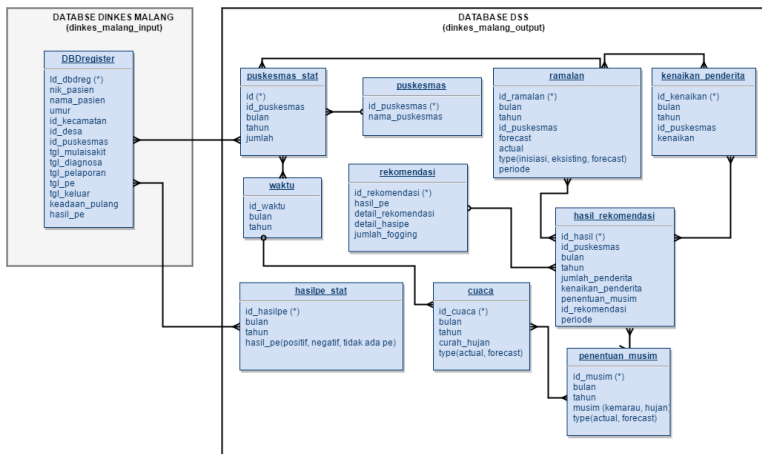 DATABSE DINKES MALANG
(dinkes_malang_input)
DBDregister
Id_dbdreg (*)
nik_pasien
nama_pasien
umur
id_kecamatan
id_desa
id_puskesmas
tgl_mulaisakit
tgl_diagnosa
tgl_pelaporan
tgl_pe
tgl_keluar
keadaan_pulang
hasil_pe
DATABASE DSS
(dinkes_malang_output)
puskesmas_stat
id (*)
id_puskesmas
bulan
tahun
jumlah
puskesmas
id_puskesmas (*)
nama_puskesmas
ramalan
id_ramalan (*)
bulan
tahun
id_puskesmas
forecast
actual
type(inisiasi, eksisting, forecast)
periode
kenaikan_penderita
id_kenaikan (*)
bulan
tahun
id_puskesmas
kenaikan
waktu
id_waktu
bulan
tahun
rekomendasi
id_rekomendasi (*)
hasil_pe
detail_rekomendasi
detail_hasipe
jumlah_fogging
hasil_rekomendasi
id_hasil (*)
id_puskesmas
bulan
tahun
jumlah_penderita
kenaikan_penderita
penentuan_musim
id_rekomendasi
periode
hasilpe_stat
id_hasilpe (*)
bulan
tahun
hasil_pe(positif, negatif, tidak ada pe)
cuaca
id_cuaca (*)
bulan
tahun
curah_hujan
type(actual, forecast)
penentuan_musim
id_musim (*)
bulan
tahun
musim (kemarau, hujan)
type(actual, forecast)